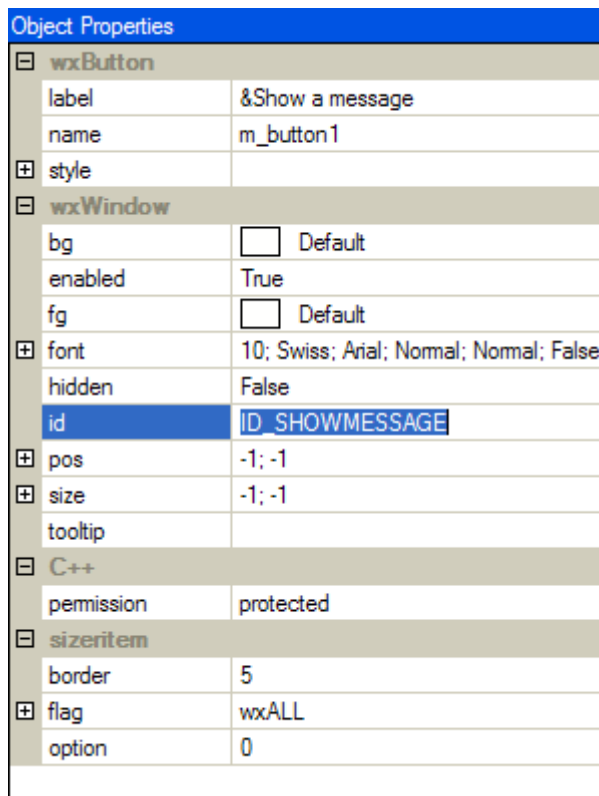 Object Properties
wxButton
label &Show a message
name m_button1
style
wxWindow
bg Default
enabled True
fg Default
font 10; Swiss; Arial; Normal; Normal; False
hidden False
id ID_SHOWMESSAGE
pos -1; -1
size -1; -1
tooltip
C++
permission protected
sizeritem
border 5
flag wxALL
option 0